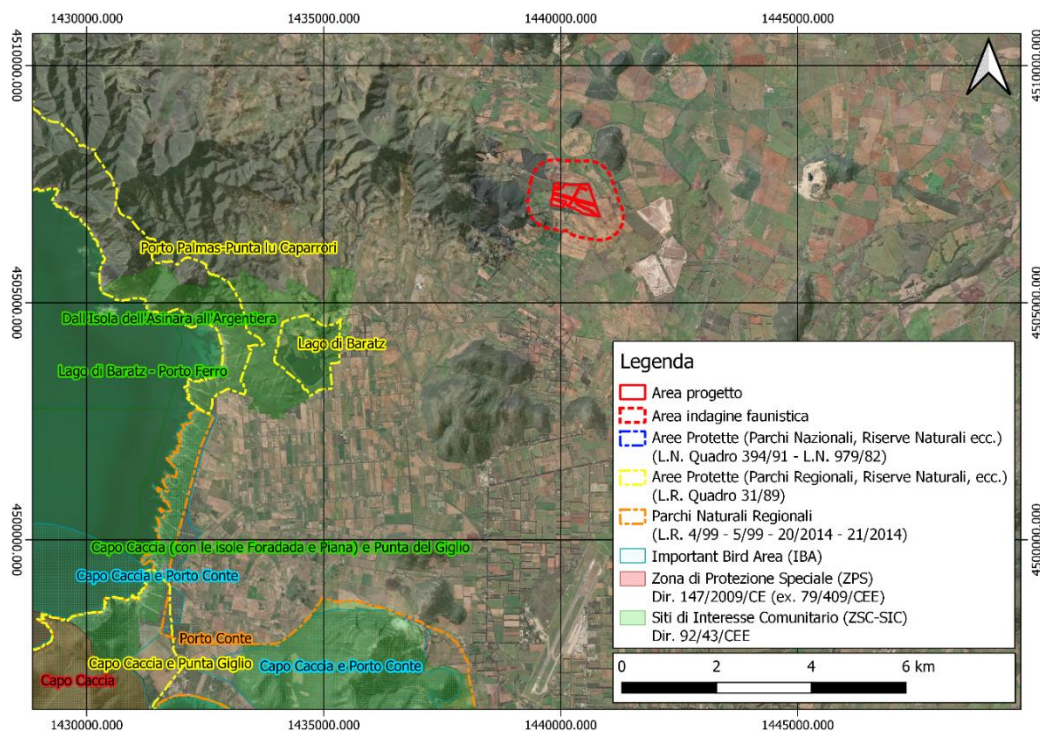 1430000.000
1435000.000
1440000.000
1445000.000
4510000.000
4510000.000
Porto Palmas-Punta lu Caparrori
4505000.000
4505000.000
Dall'Isola dell'Asinara all'Argentiera
Lago di Baratz
Lago di Baratz - Porto Ferro
Legenda
Area progetto
Area indagine faunistica
Aree Protette (Parchi Nazionali, Riserve Naturali ecc.)
(L.N. Quadro 394/91 - L.N. 979/82)
Aree Protette (Parchi Regionali, Riserve Naturali, ecc.)
(L.R. Quadro 31/89)
Parchi Naturali Regionali
(L.R. 4/99 - 5/99 - 20/2014 - 21/2014)
Important Bird Area (IBA)
Zona di Protezione Speciale (ZPS)
Dir. 147/2009/CE (ex. 79/409/CEE)
Siti di Interesse Comunitario (ZSC-SIC)
Dir. 92/43/CEE
0
2
4
6 km
4500000.000
4500000.000
Capo Caccia (con le isole Foradada e Piana) e Punta del Giglio
Capo Caccia e Porto Conte
Porto Conte
Capo Caccia e Punta Giglio
Capo Caccia e Porto Conte
Capo Caccia
1430000.000
1435000.000
1440000.000
1445000.000